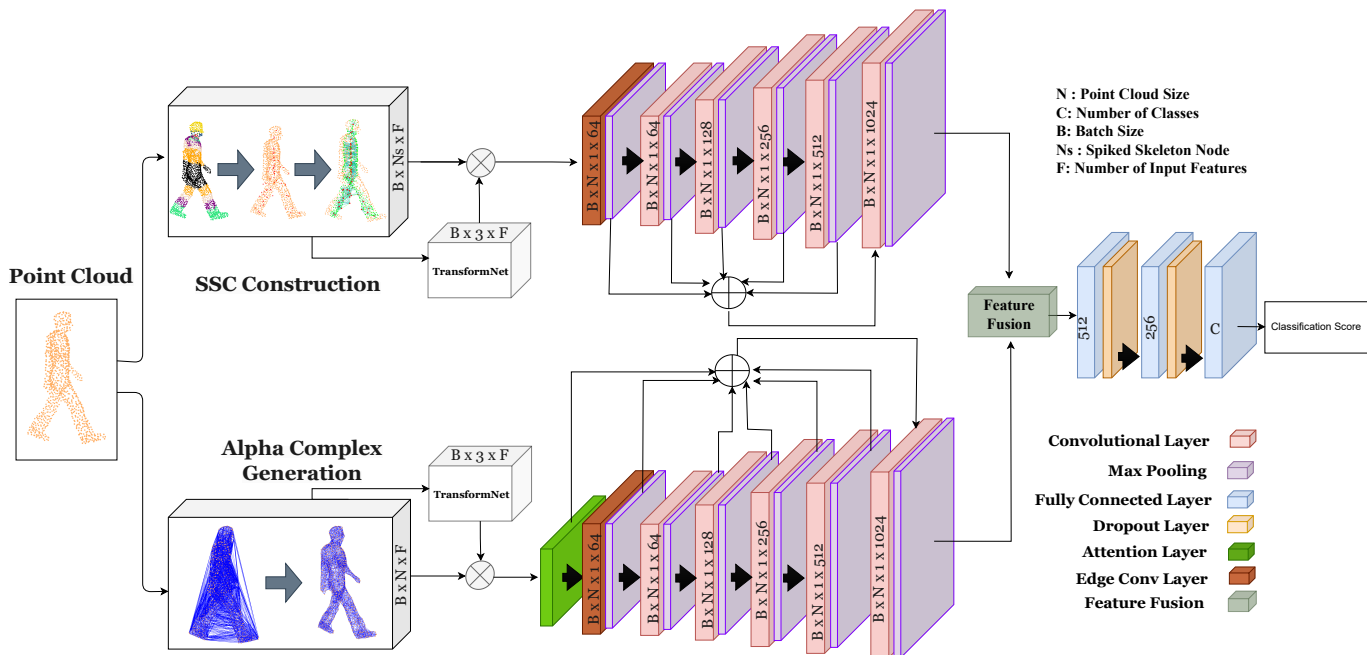 Point Cloud
B x Ns x F
SSC Construction
B x 3 x F
TransformNet
B x N x 1 x 64
B x N x 1 x 64
B x N x 1 x 128
B x N x 1 x 256
B x N x 1 x 512
B x N x 1 x 1024
N : Point Cloud Size
C: Number of Classes
B: Batch Size
Ns : Spiked Skeleton Node
F: Number of Input Features
Alpha Complex
Generation
B x N x F
B x 3 x F
TransformNet
B x N x 1 x 64
B x N x 1 x 64
B x N x 1 x 128
B x N x 1 x 256
B x N x 1 x 512
B x N x 1 x 1024
Feature
Fusion
512
256
C
Classification Score
Convolutional Layer
Max Pooling
Fully Connected Layer
Dropout Layer
Attention Layer
Edge Conv Layer
Feature Fusion